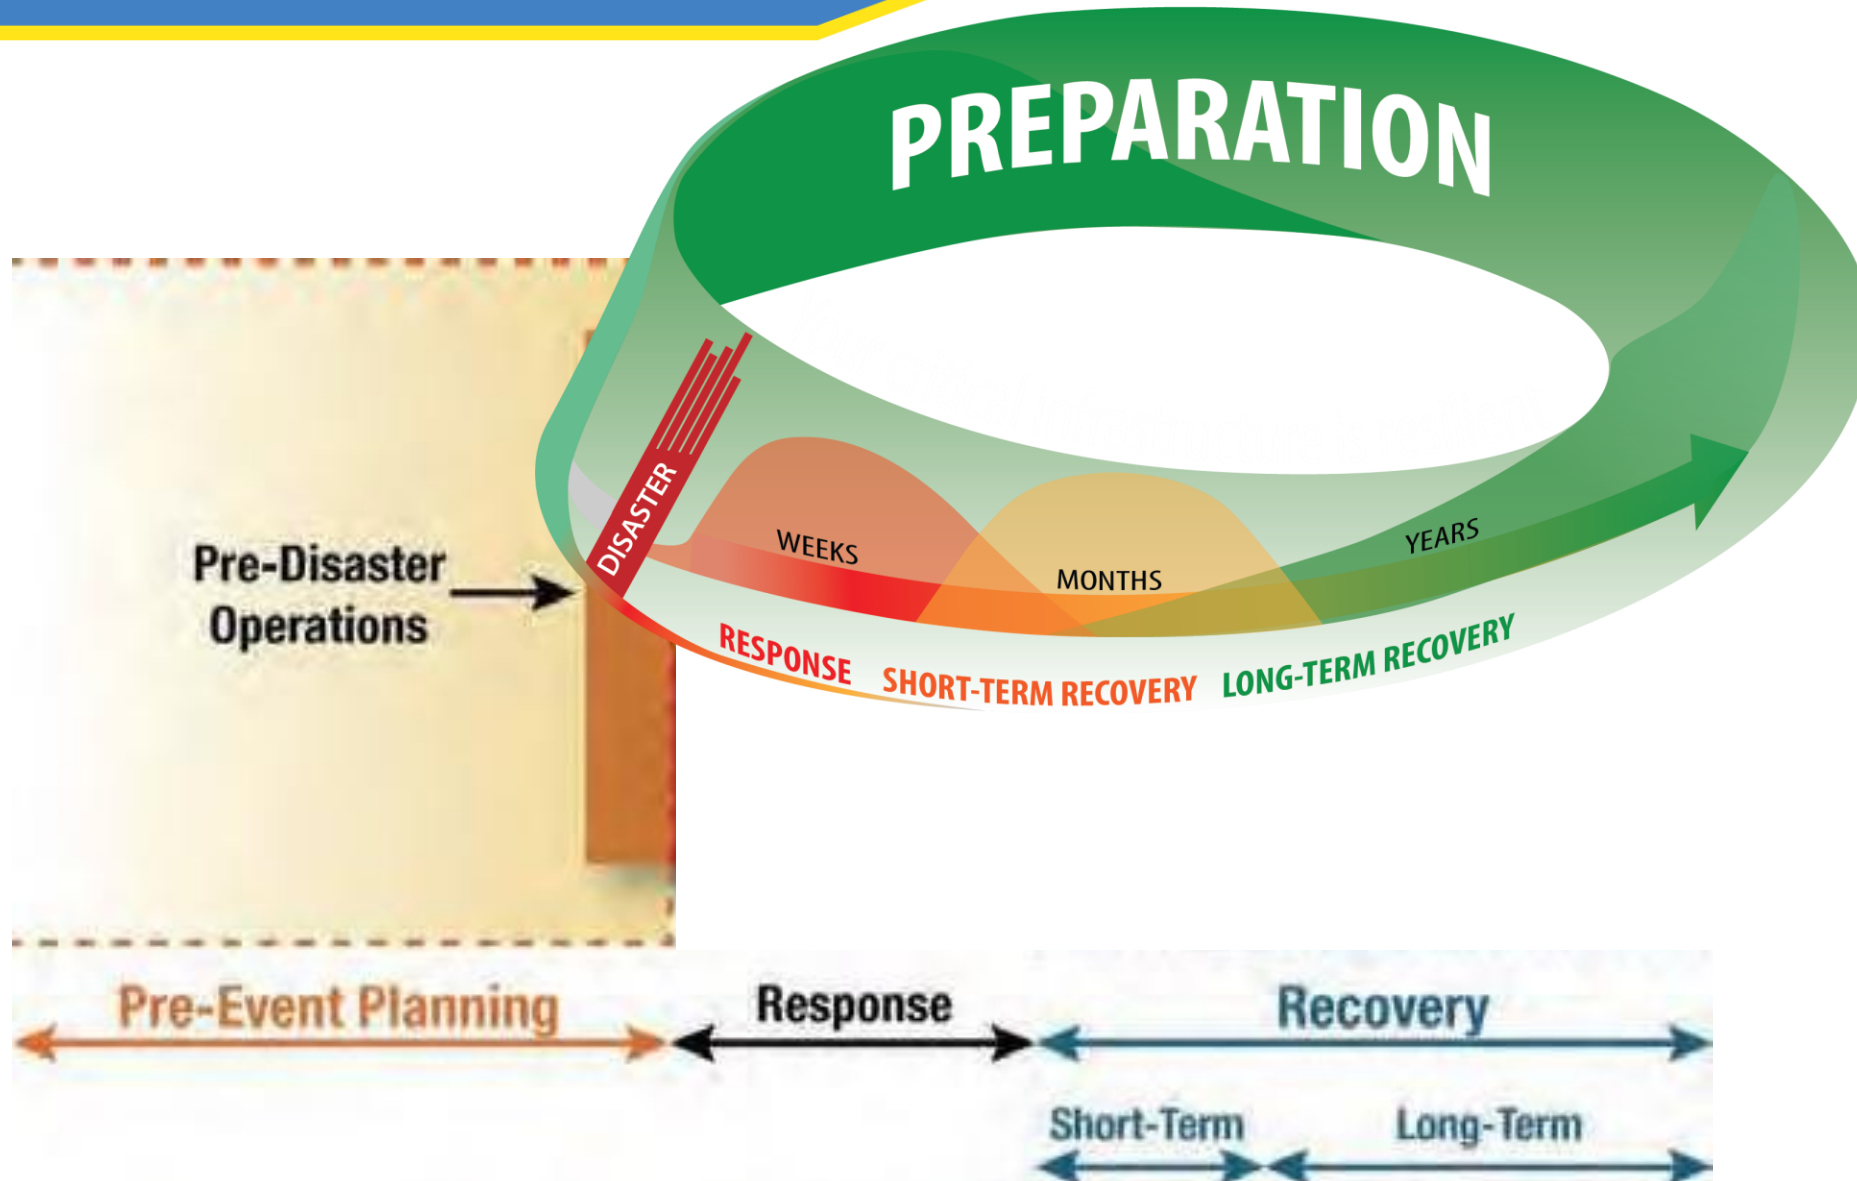 PREPARATION
DISASTER
WEEKS
MONTHS
YEARS
RESPONSE
SHORT-TERM RECOVERY
LONG-TERM RECOVERY
Pre-Disaster
Operations
Pre-Event Planning
Response
Recovery
Short-Term
Long-Term